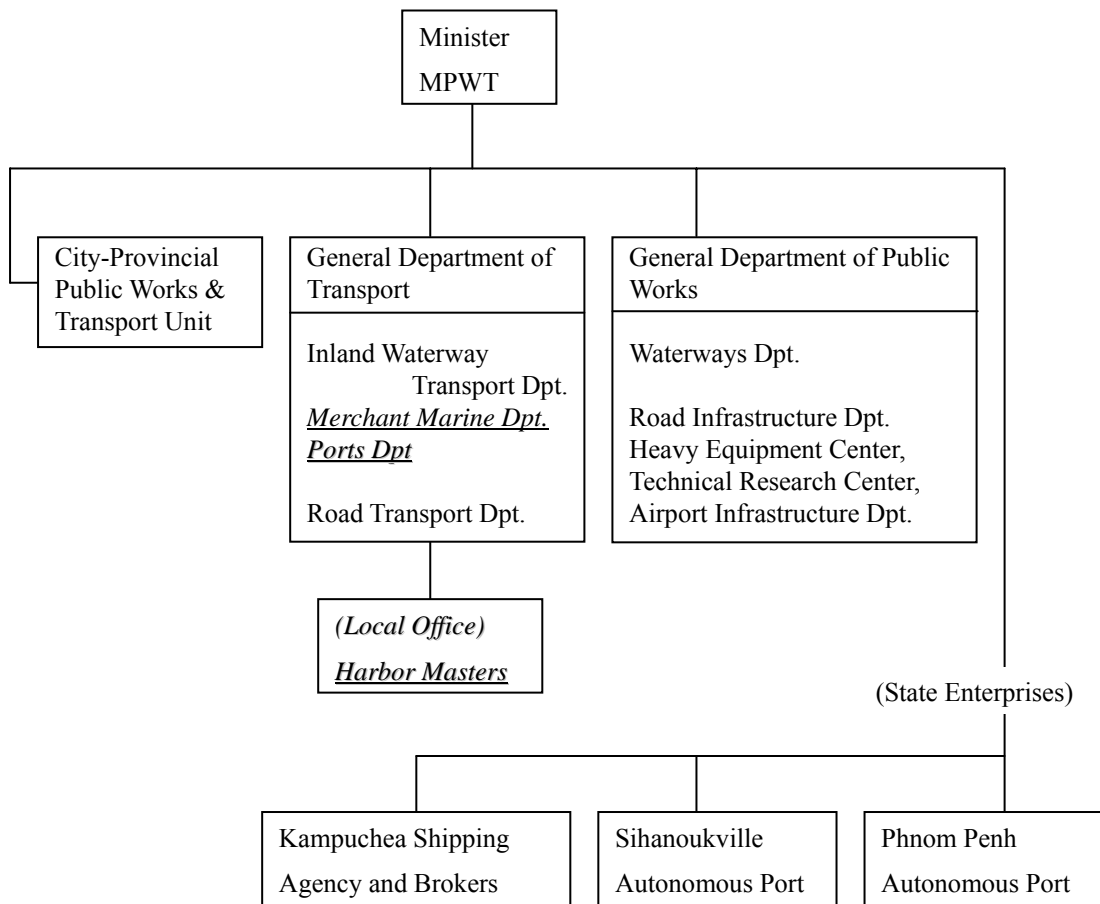 Minister
MPWT
City-Provincial
Public Works &
Transport Unit
General Department of
Transport
Inland Waterway
Transport Dpt.
Merchant Marine Dpt.
Ports Dpt
Road Transport Dpt.
(Local Office)
Harbor Masters
General Department of Public
Works
Waterways Dpt.
Road Infrastructure Dpt.
Heavy Equipment Center,
Technical Research Center,
Airport Infrastructure Dpt.
(State Enterprises)
Kampuchea Shipping
Agency and Brokers
Sihanoukville
Autonomous Port
Phnom Penh
Autonomous Port